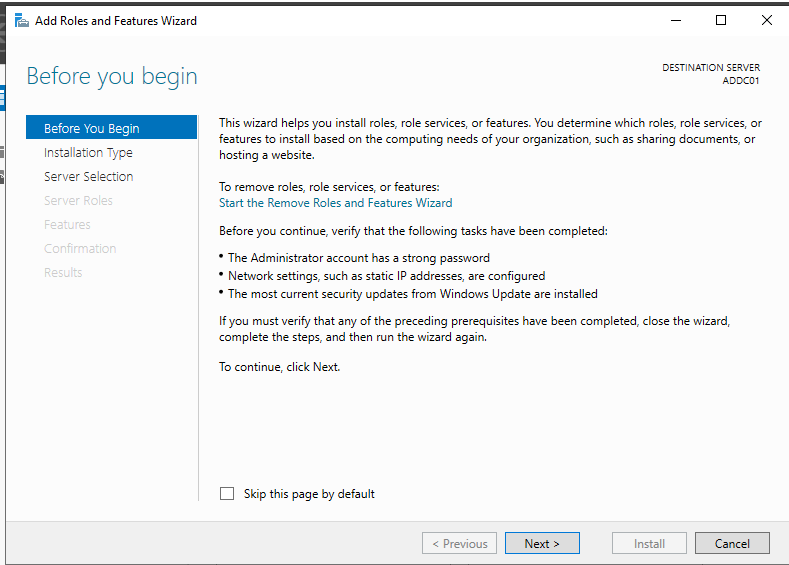 Add Roles and Features Wizard
Before you begin
DESTINATION SERVER
ADDC01
Before You Begin
Installation Type
Server Selection
Server Roles
Features
Confirmation
Results
This wizard helps you install roles, role services, or features. You determine which roles, role services, or
features to install based on the computing needs of your organization, such as sharing documents, or
hosting a website.
To remove roles, role services, or features:
Start the Remove Roles and Features Wizard
Before you continue, verify that the following tasks have been completed:
• The Administrator account has a strong password
• Network settings, such as static IP addresses, are configured
• The most current security updates from Windows Update are installed
If you must verify that any of the preceding prerequisites have been completed, close the wizard,
complete the steps, and then run the wizard again.
To continue, click Next.
Skip this page by default
< Previous
Next >
Install
Cancel